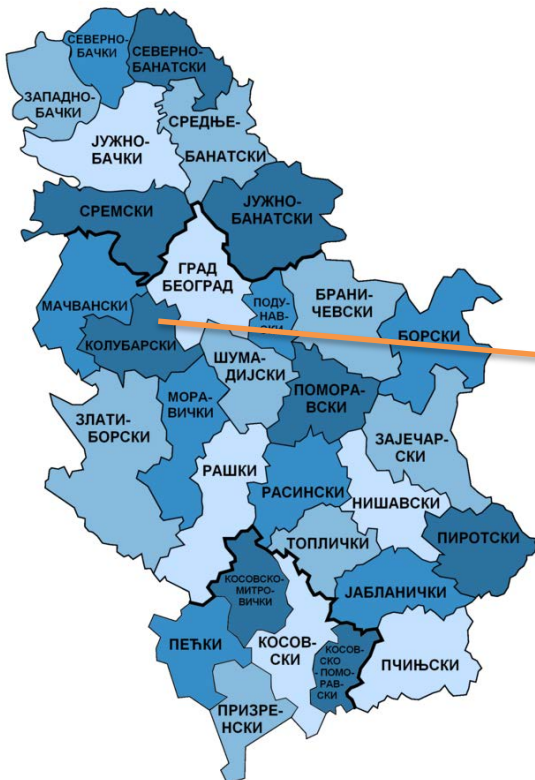 СЕВЕРНО-
БАЧКИ
СЕВЕРНО-
БАНАТСКИ
ЗАПАДНО-
БАЧКИ
ЈУЖНО-
БАЧКИ
СРЕДЊЕ-
БАНАТСКИ
СРЕМСКИ
ЈУЖНО-
БАНАТСКИ
ГРАД
БЕОГРАД
МАЧВАНСКИ
ПОДУ-
НАВ-
СКИ
БРАНИ-
ЧЕВСКИ
БОРСКИ
КОЛУБАРСКИ
ШУМА-
ДИЈСКИ
ПОМОРА-
ВСКИ
ЗЛАТИ-
БОРСКИ
МОРА-
ВИЧКИ
ЗАЈЕЧАР-
СКИ
РАШКИ
РАСИНСКИ
НИШАВСКИ
ТОПЛИЧКИ
ПИРОТСКИ
КОСОВСКО-
МИТРО-
ВИЧКИ
ЈАБЛАНИЧКИ
ПЕЋКИ
КОСОВ-
СКИ
КОСОВ-
СКО
- ПОМО-
РАВ-
СКИ
ПЧИЊСКИ
ПРИЗРЕ-
НСКИ